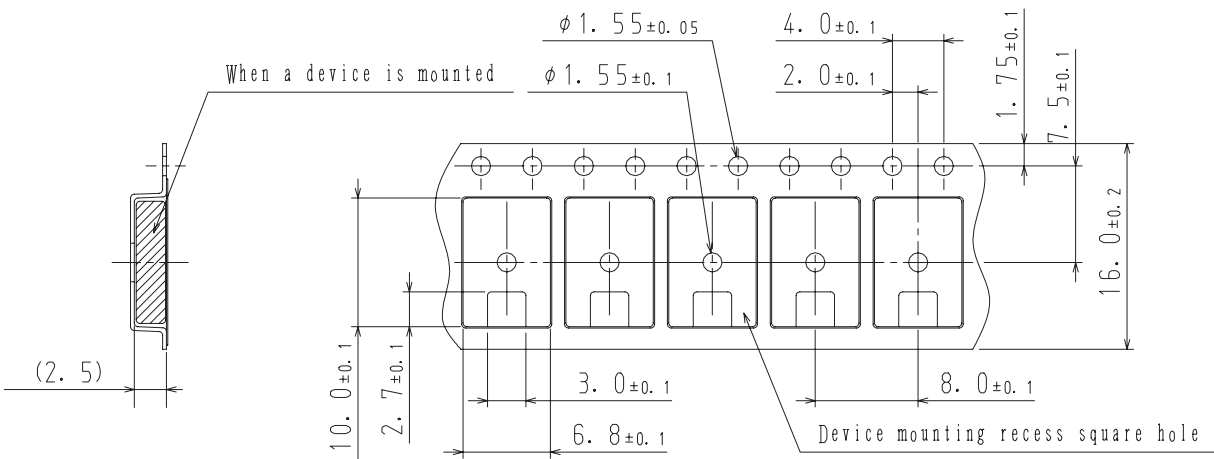 φ1.55±0.05
4.0±0.1
When a device is mounted
φ1.55±0.1
2.0±0.1
1.75±0.1
7.5±0.1
16.0±0.2
(2.5)
10.0±0.1
2.7±0.1
3.0±0.1
8.0±0.1
6.8±0.1
Device mounting recess square hole